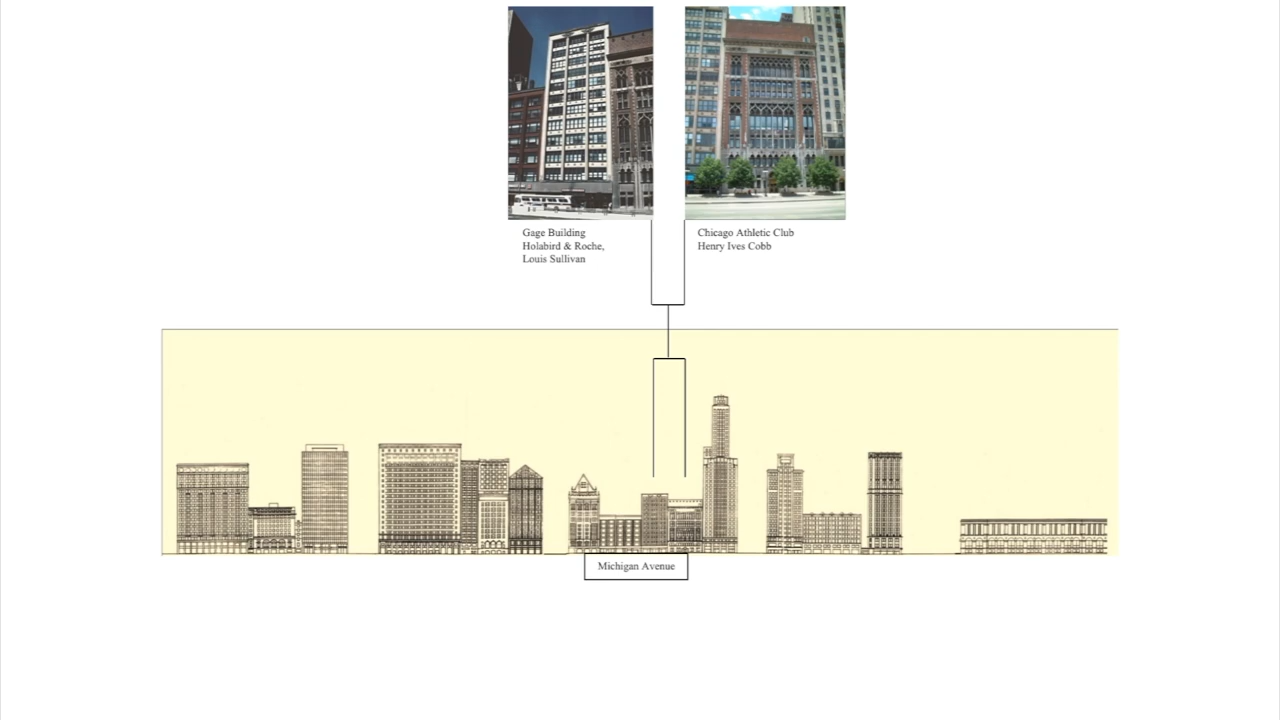 Gage Building
Holabird & Roche,
Louis Sullivan
Chicago Athletic Club
Henry Ives Cobb
Michigan Avenue